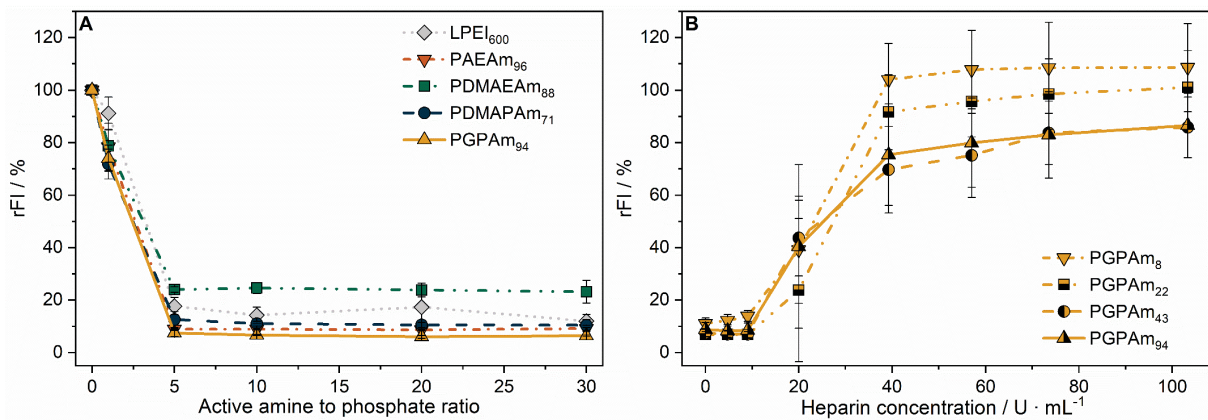 A
LPEI₆₀₀
PAEAm₉₆
PDMAEAm₈₈
PDMAPAm₇₁
PGPAm₉₄
rFI / %
120
100
80
60
40
20
0
0 5 10 15 20 25 30
Active amine to phosphate ratio
B
rFI / %
120
100
80
60
40
20
0
PGPAm₈
PGPAm₂₂
PGPAm₄₃
PGPAm₉₄
0 20 40 60 80 100
Heparin concentration / U · mL⁻¹